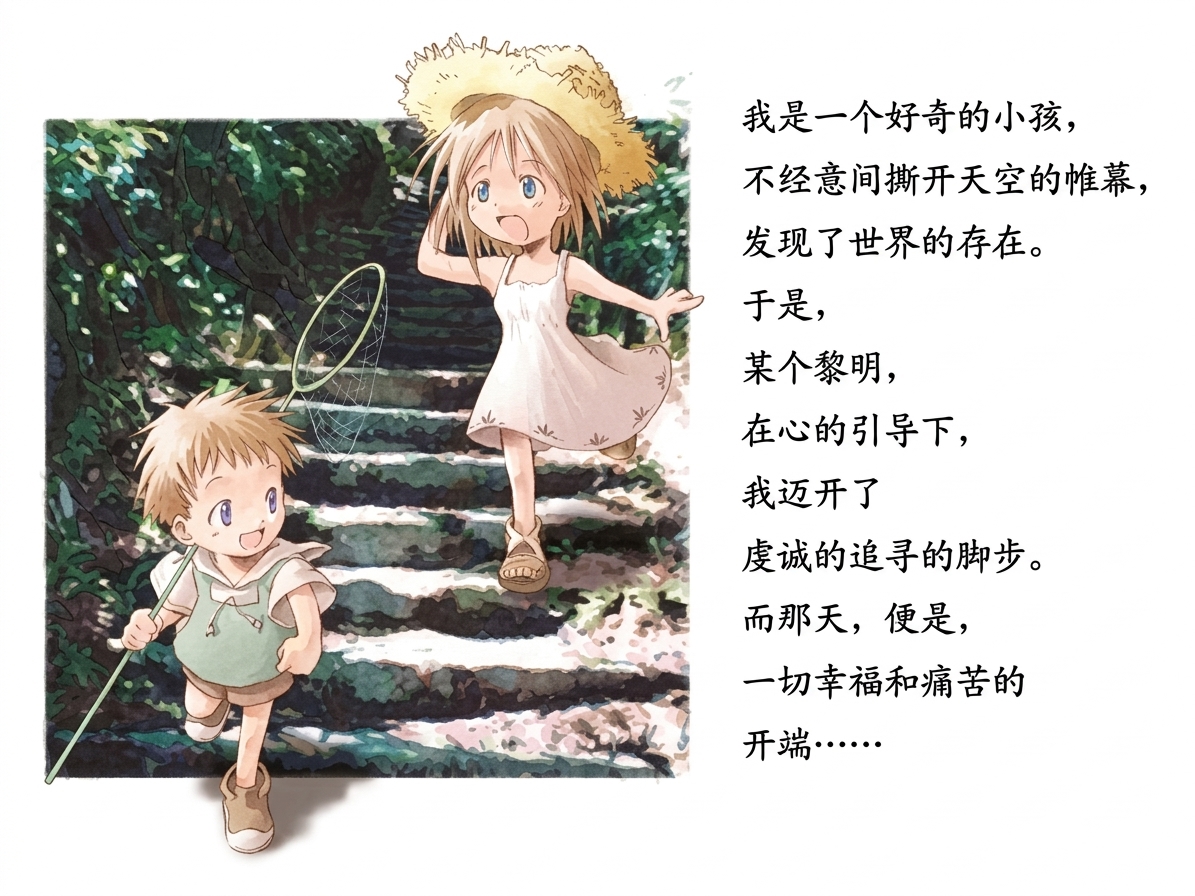 我是一个好奇的小孩，
不经意间撕开天空的帷幕，
发现了世界的存在。
于是，
某个黎明，
在心的引导下，
我迈开了
虔诚的追寻的脚步。
而那天，便是，
一切幸福和痛苦的
开端……